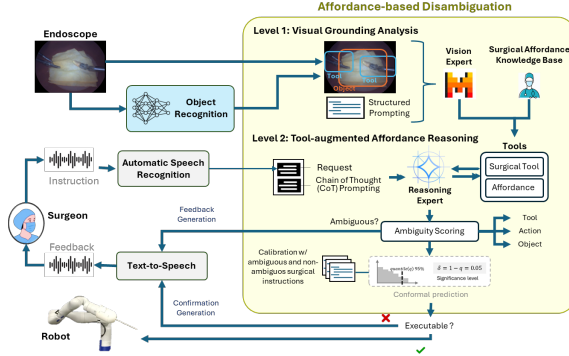 Affordance-based Disambiguation
Endoscope
Level 1: Visual Grounding Analysis
Tool
Tool
Object
Structured
Prompting
Vision
Expert
Surgical Affordance
Knowledge Base
Object
Recognition
Level 2: Tool-augmented Affordance Reasoning
Tools
Surgical Tool
Affordance
Automatic Speech
Recognition
Instruction
Request
Chain of Thought
(CoT) Prompting
Reasoning
Expert
Surgeon
Feedback
Generation
Ambiguous?
Ambiguity Scoring
Tool
Action
Object
Feedback
Text-to-Speech
Calibration w/
ambiguous and non-
ambiguous surgical
instructions
95%
δ = 1 − q = 0.05
Significance level
Conformal prediction
Confirmation
Generation
Executable ?
Robot